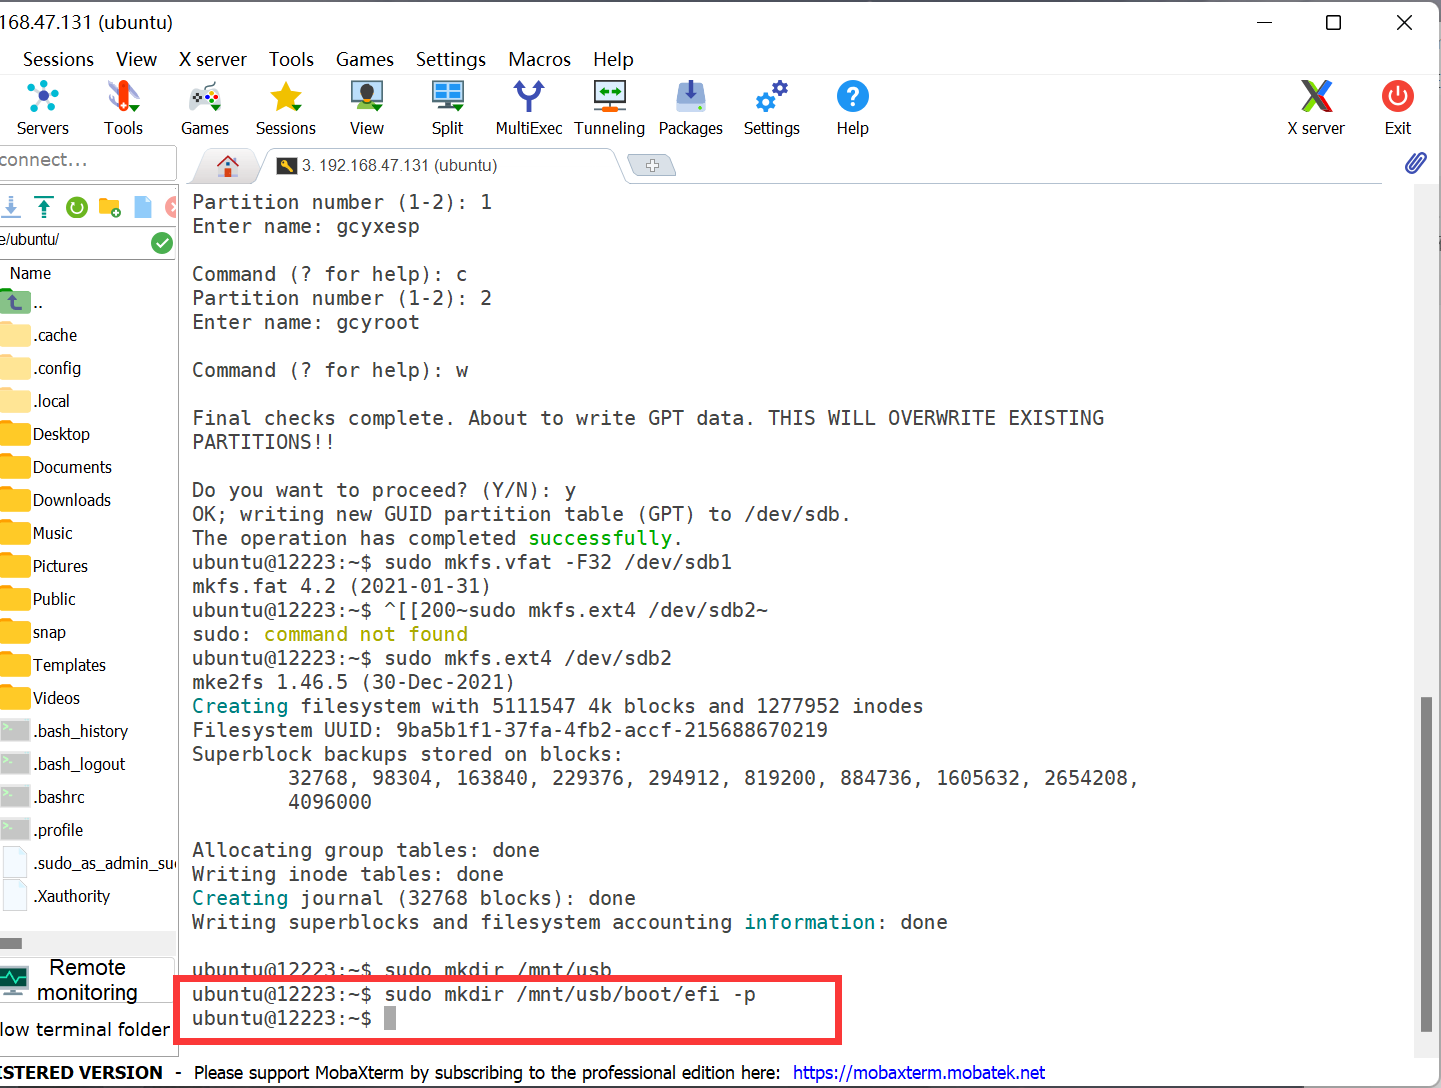 168.47.131 (ubuntu)
Sessions View X server Tools Games Settings Macros Help
Servers Tools Games Sessions View Split MultiExec Tunneling Packages Settings Help X server Exit
connect...
3. 192.168.47.131 (ubuntu)
e/ubuntu/
Name
..
.cache
.config
.local
Desktop
Documents
Downloads
Music
Pictures
Public
snap
Templates
Videos
.bash_history
.bash_logout
.bashrc
.profile
.sudo_as_admin_su
.Xauthority
Remote
monitoring
low terminal folder
Partition number (1-2): 1
Enter name: gcyxesp
Command (? for help): c
Partition number (1-2): 2
Enter name: gcyroot
Command (? for help): w
Final checks complete. About to write GPT data. THIS WILL OVERWRITE EXISTING
PARTITIONS!!
Do you want to proceed? (Y/N): y
OK; writing new GUID partition table (GPT) to /dev/sdb.
The operation has completed successfully.
ubuntu@12223:~$ sudo mkfs.vfat -F32 /dev/sdb1
mkfs.fat 4.2 (2021-01-31)
ubuntu@12223:~$ ^[[200~sudo mkfs.ext4 /dev/sdb2~
sudo: command not found
ubuntu@12223:~$ sudo mkfs.ext4 /dev/sdb2
mke2fs 1.46.5 (30-Dec-2021)
Creating filesystem with 5111547 4k blocks and 1277952 inodes
Filesystem UUID: 9ba5b1f1-37fa-4fb2-accf-215688670219
Superblock backups stored on blocks:
32768, 98304, 163840, 229376, 294912, 819200, 884736, 1605632, 2654208,
4096000
Allocating group tables: done
Writing inode tables: done
Creating journal (32768 blocks): done
Writing superblocks and filesystem accounting information: done
ubuntu@12223:~$ sudo mkdir /mnt/usb
ubuntu@12223:~$ sudo mkdir /mnt/usb/boot/efi -p
ubuntu@12223:~$
ISTERED VERSION - Please support MobaXterm by subscribing to the professional edition here: https://mobaxterm.mobatek.net